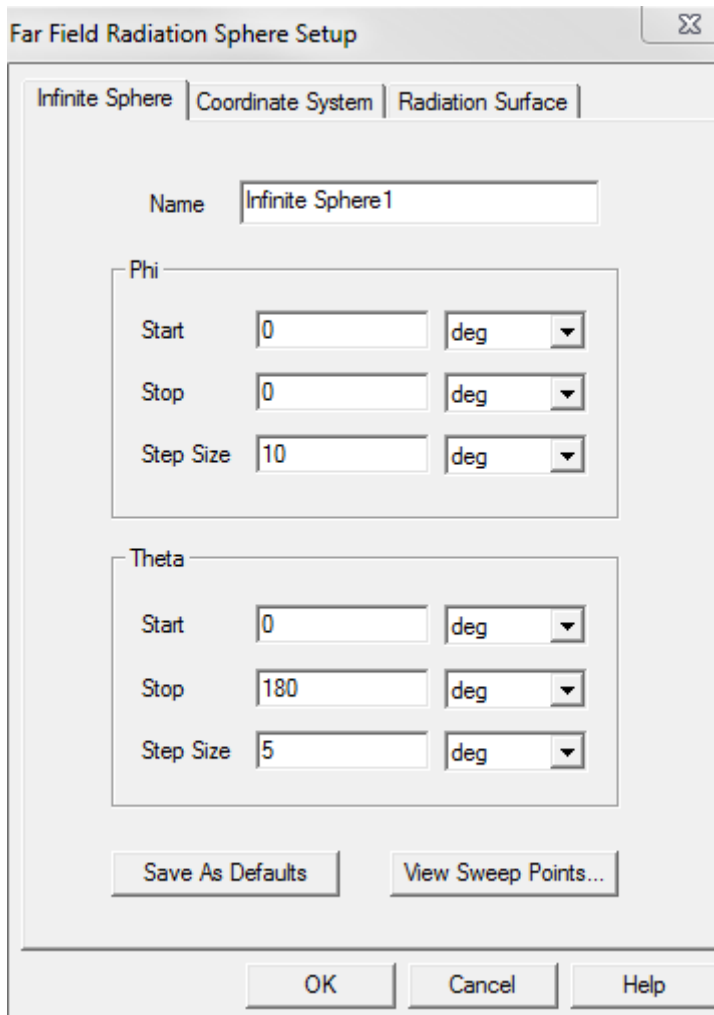 Far Field Radiation Sphere Setup
Infinite Sphere Coordinate System Radiation Surface
Name Infinite Sphere1
Phi
Start 0 deg
Stop 0 deg
Step Size 10 deg
Theta
Start 0 deg
Stop 180 deg
Step Size 5 deg
Save As Defaults View Sweep Points...
OK Cancel Help